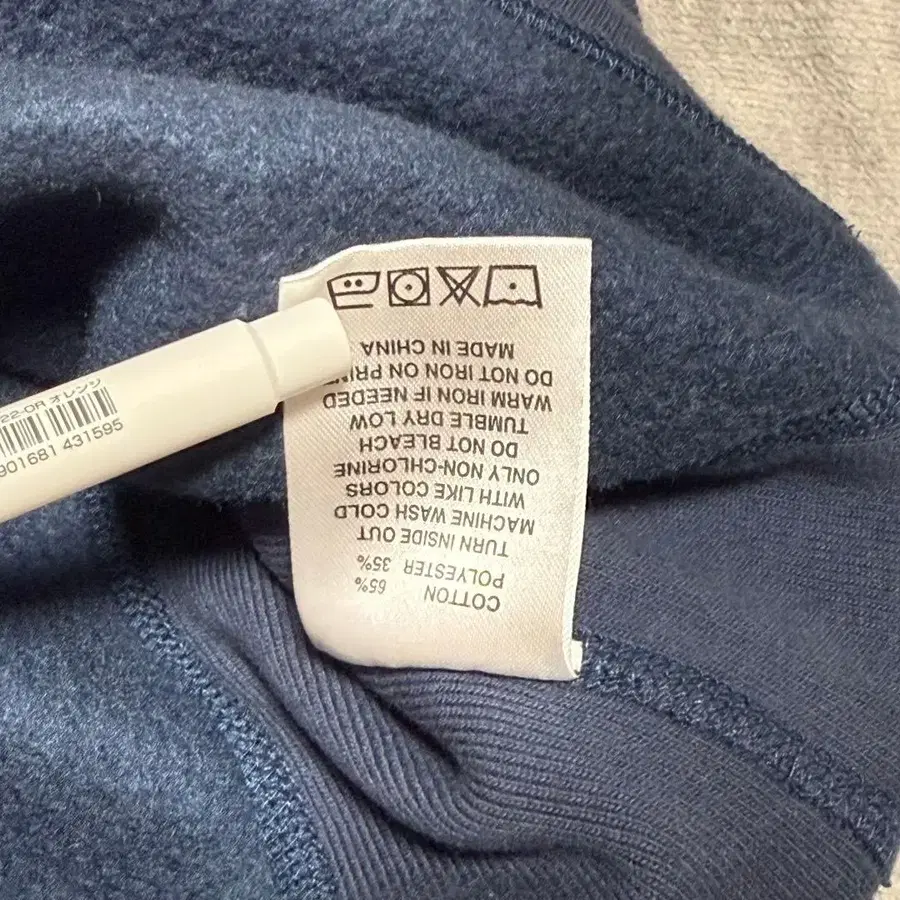 COTTON 65%
POLYESTER 35%
TURN INSIDE OUT
MACHINE WASH COLD
WITH LIKE COLORS
ONLY NON-CHLORINE
DO NOT BLEACH
TUMBLE DRY LOW
WARM IRON IF NEEDED
DO NOT IRON ON PRINT
MADE IN CHINA
22-OR オレンジ
901681 431595